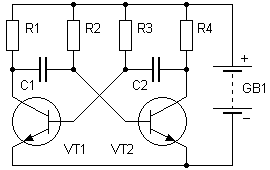 R1 R2 R3 R4
+
C1 C2 GB1
−
VT1 VT2